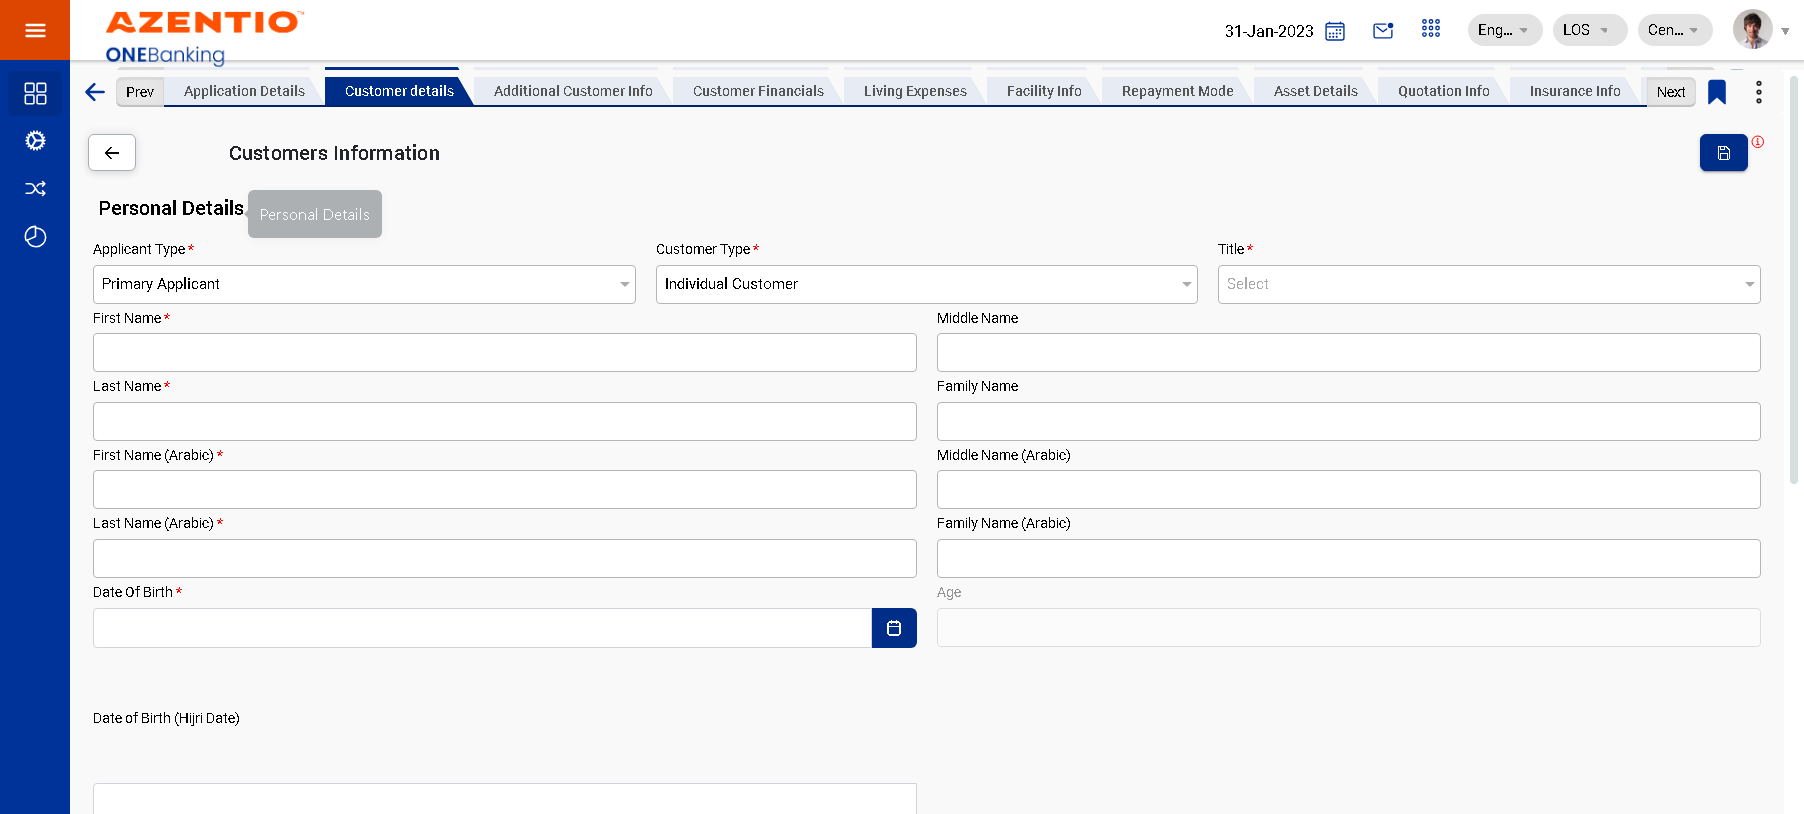 AZENTIO™
ONEBanking
31-Jan-2023
Eng...
LOS
Cen...
Prev
Application Details
Customer details
Additional Customer Info
Customer Financials
Living Expenses
Facility Info
Repayment Mode
Asset Details
Quotation Info
Insurance Info
Next
Customers Information
Personal Details
Personal Details
Applicant Type *
Customer Type *
Title *
Primary Applicant
Individual Customer
Select
First Name *
Middle Name
Last Name *
Family Name
First Name (Arabic) *
Middle Name (Arabic)
Last Name (Arabic) *
Family Name (Arabic)
Date Of Birth *
Age
Date of Birth (Hijri Date)